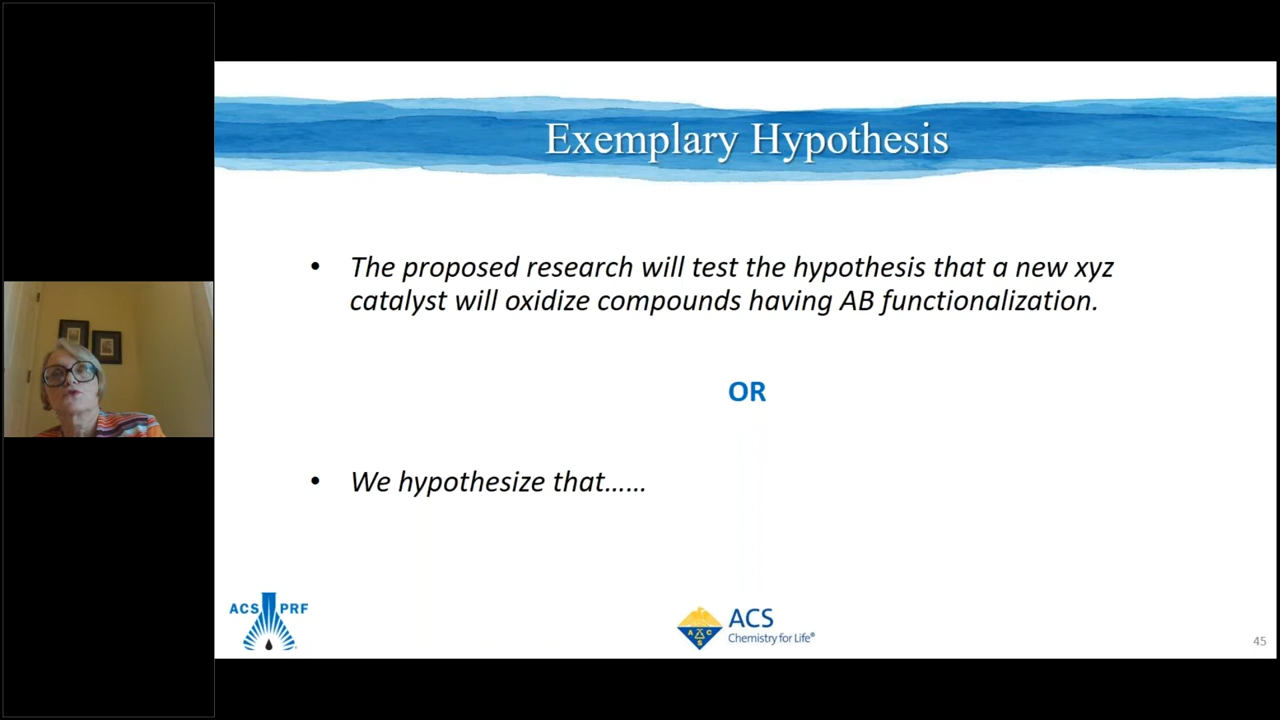 Exemplary Hypothesis
• The proposed research will test the hypothesis that a new xyz
catalyst will oxidize compounds having AB functionalization.
OR
• We hypothesize that......
ACS PRF
ACS
Chemistry for Life®
45